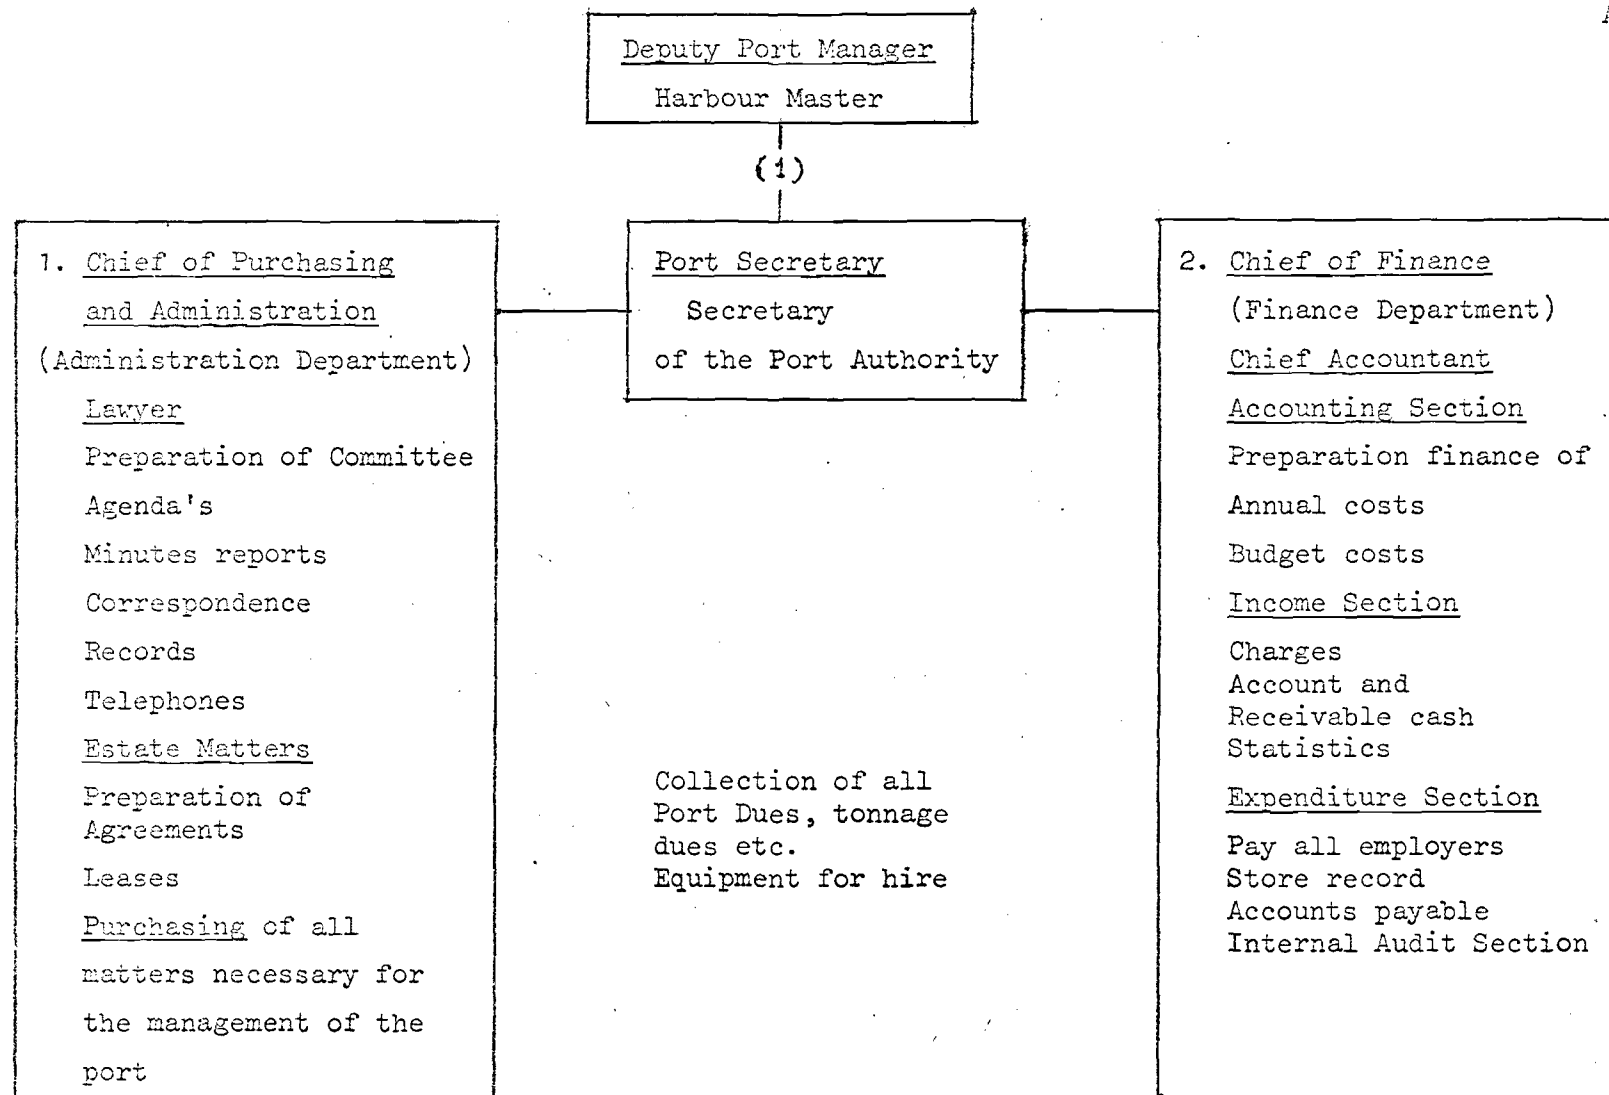 Deputy Port Manager
Harbour Master
(1)
1. Chief of Purchasing
and Administration
(Administration Department)
Lawyer
Preparation of Committee
Agenda's
Minutes reports
Correspondence
Records
Telephones
Estate Matters
Preparation of
Agreements
Leases
Purchasing of all
matters necessary for
the management of the
port
Port Secretary
Secretary
of the Port Authority
Collection of all
Port Dues, tonnage
dues etc.
Equipment for hire
2. Chief of Finance
(Finance Department)
Chief Accountant
Accounting Section
Preparation finance of
Annual costs
Budget costs
Income Section
Charges
Account and
Receivable cash
Statistics
Expenditure Section
Pay all employers
Store record
Accounts payable
Internal Audit Section